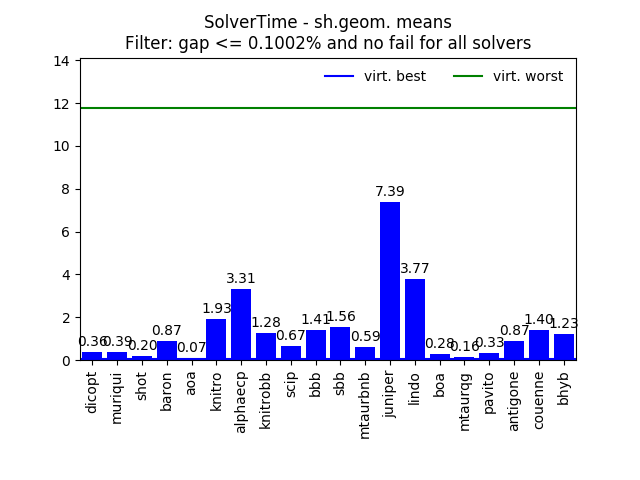 SolverTime - sh.geom. means
Filter: gap <= 0.1002% and no fail for all solvers
virt. best virt. worst
14
12
10
8
6
4
2
0
0.36 0.39 0.20 0.87 0.07 1.93 3.31 1.28 0.67 1.41 1.56 0.59 7.39 3.77 0.28 0.16 0.33 0.87 1.40 1.23
dicopt
muriqui
shot
baron
aoa
knitro
alphaecp
knitrobb
scip
bbb
sbb
mtaurbnb
juniper
lindo
boa
mtaurqg
pavito
antigone
couenne
bhyb